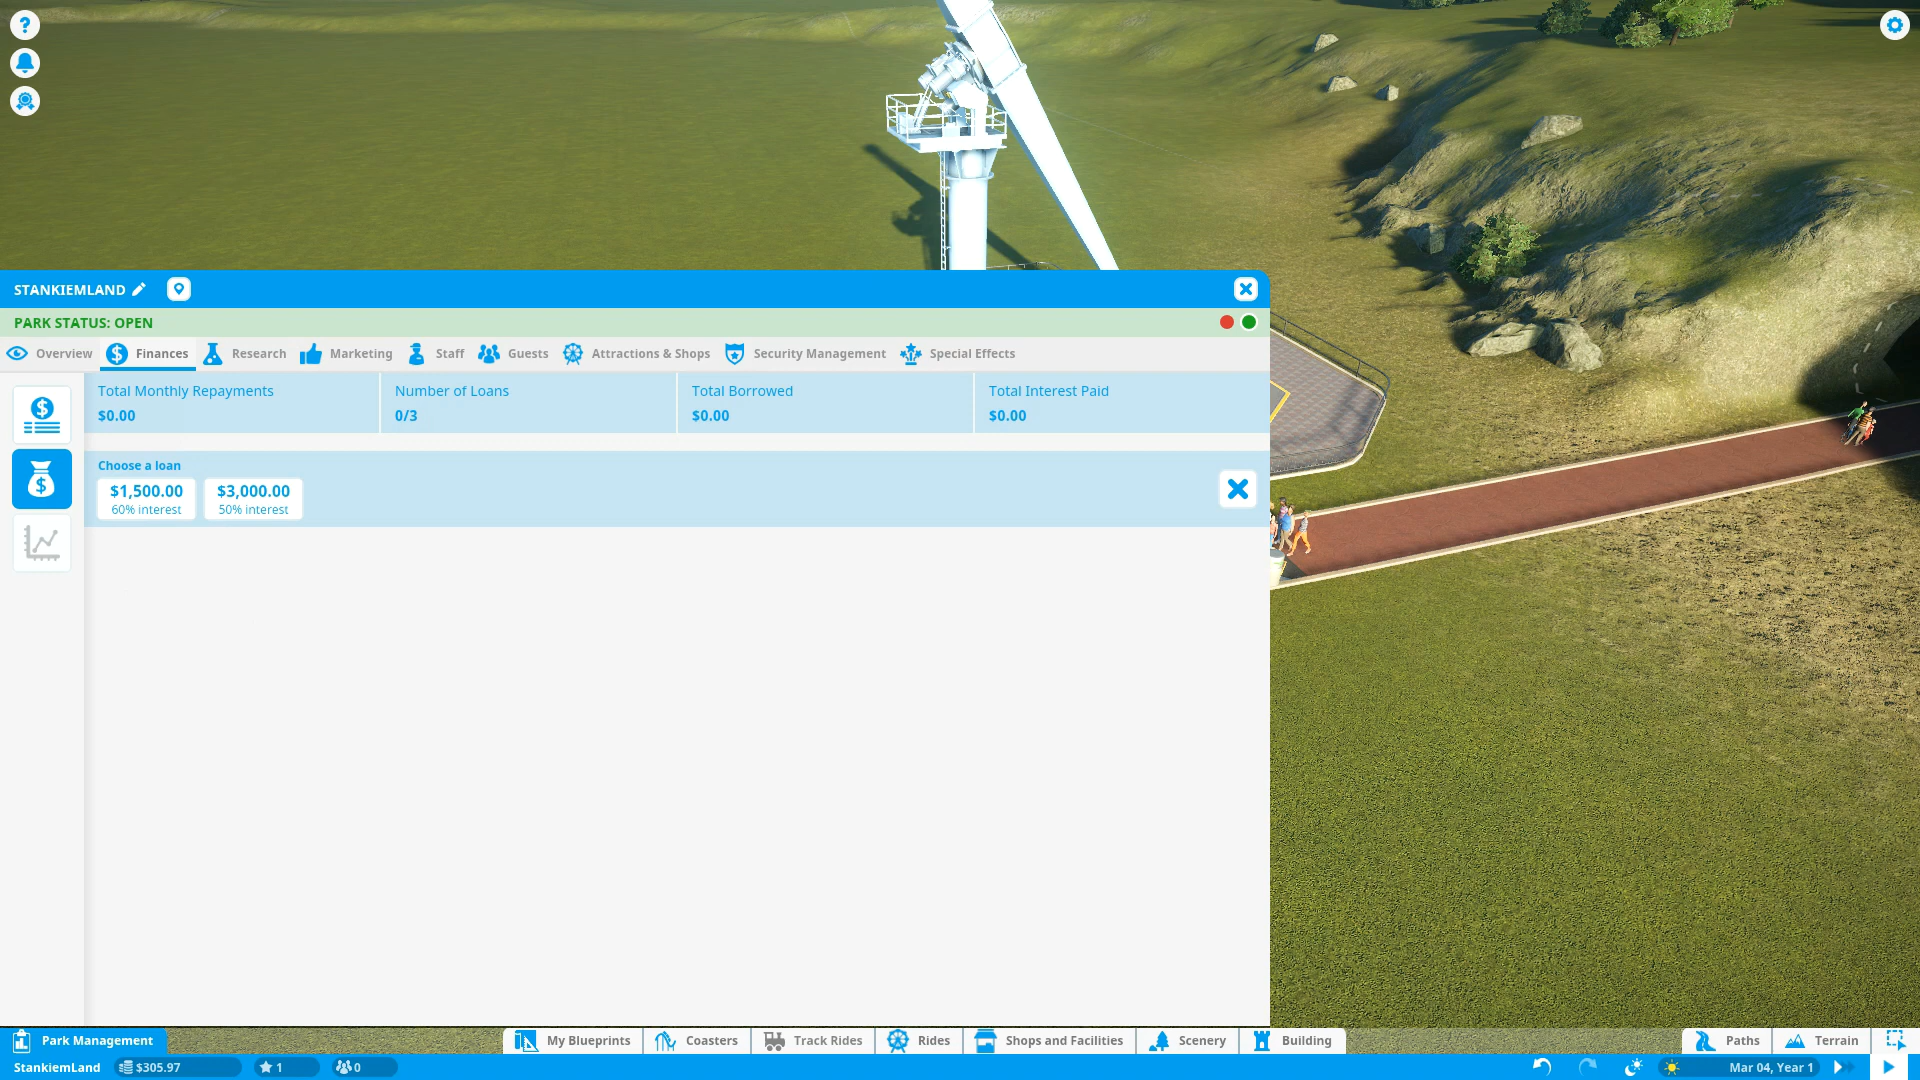 STANKIEMLAND
PARK STATUS: OPEN
Overview
Finances
Research
Marketing
Staff
Guests
Attractions & Shops
Security Management
Special Effects
Total Monthly Repayments
$0.00
Number of Loans
0/3
Total Borrowed
$0.00
Total Interest Paid
$0.00
Choose a loan
$1,500.00
60% interest
$3,000.00
50% interest
Park Management
My Blueprints
Coasters
Track Rides
Rides
Shops and Facilities
Scenery
Building
Paths
Terrain
StankiemLand
$305.97
1
0
Mar 04, Year 1